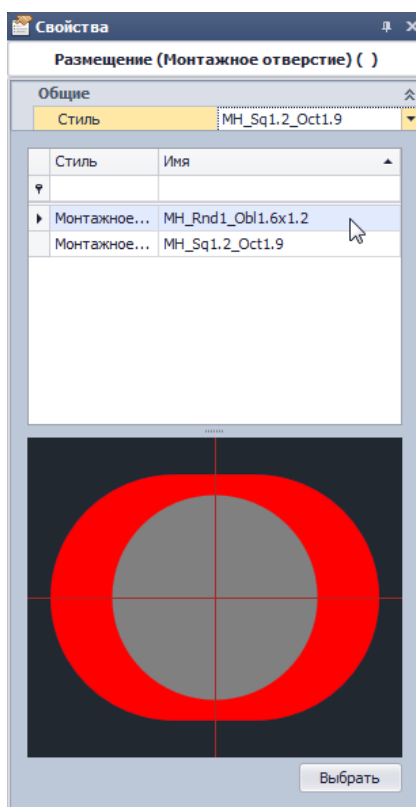 Свойства
Размещение (Монтажное отверстие) ( )
Общие
Стиль MH_Sq1.2_Oct1.9
Стиль Имя
Монтажное... MH_Rnd1_Obl1.6x1.2
Монтажное... MH_Sq1.2_Oct1.9
Выбрать